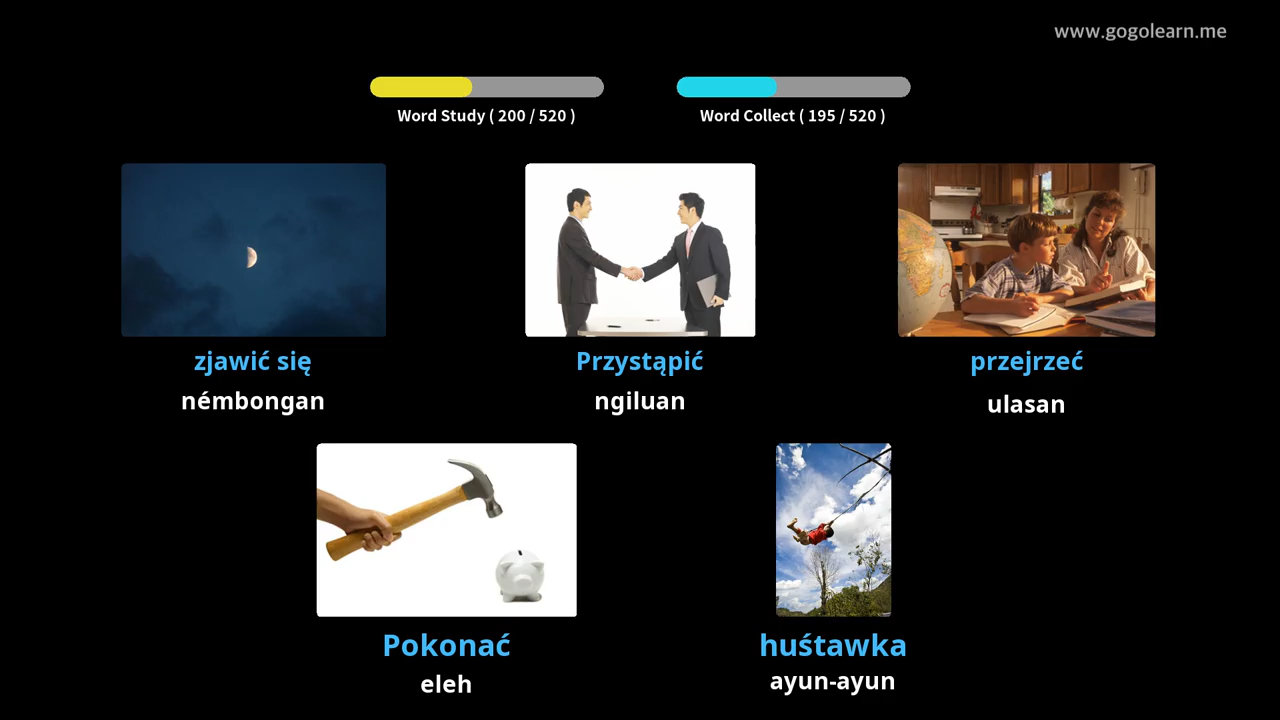 www.gogolearn.me
Word Study ( 200 / 520 )
Word Collect ( 195 / 520 )
zjawić się
Przystąpić
przejrzeć
némbongan
ngiluan
ulasan
Pokonać
huśtawka
eleh
ayun-ayun